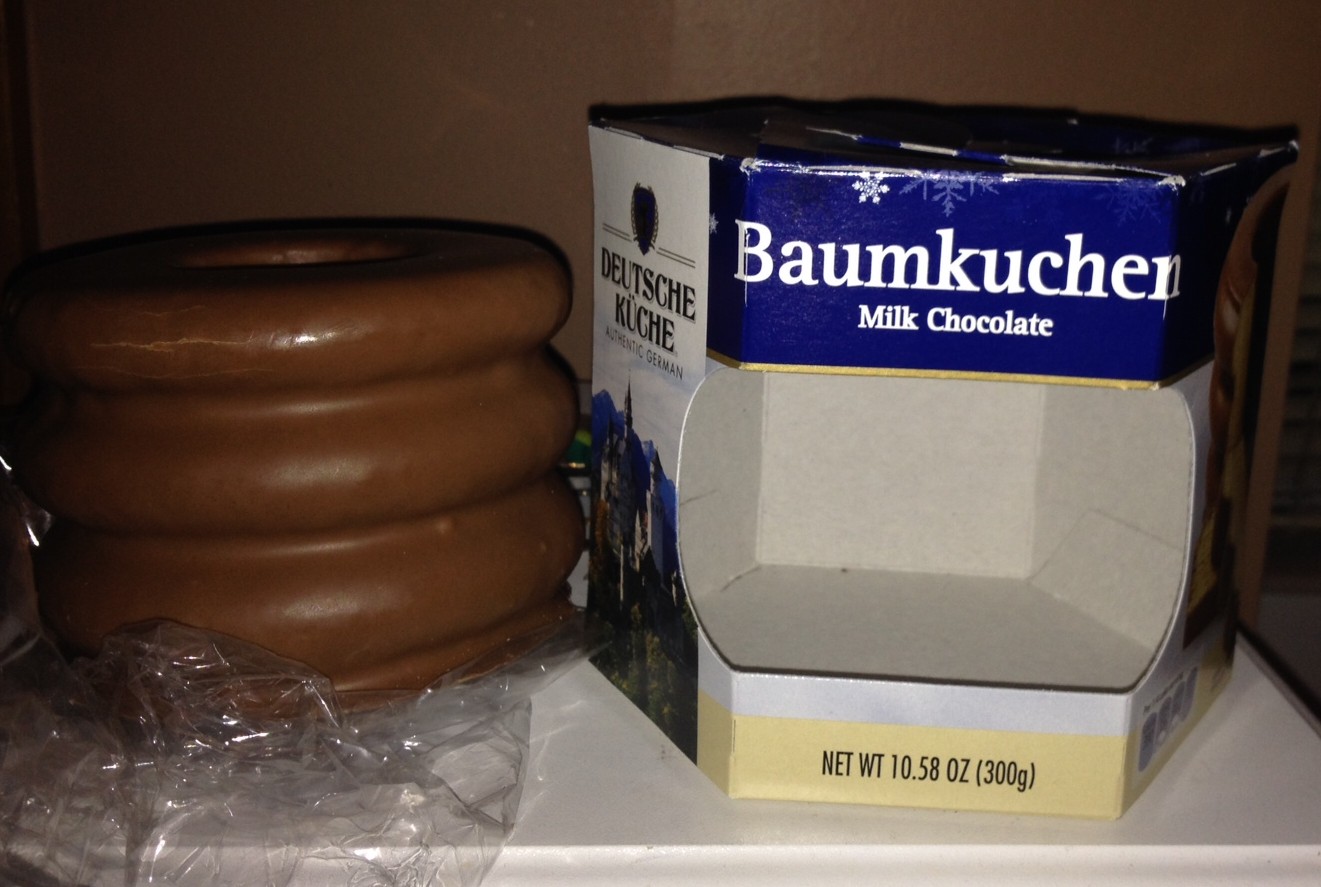 DEUTSCHE
KÜCHE
AUTHENTIC GERMAN
Baumkuchen
Milk Chocolate
NET WT 10.58 OZ (300g)